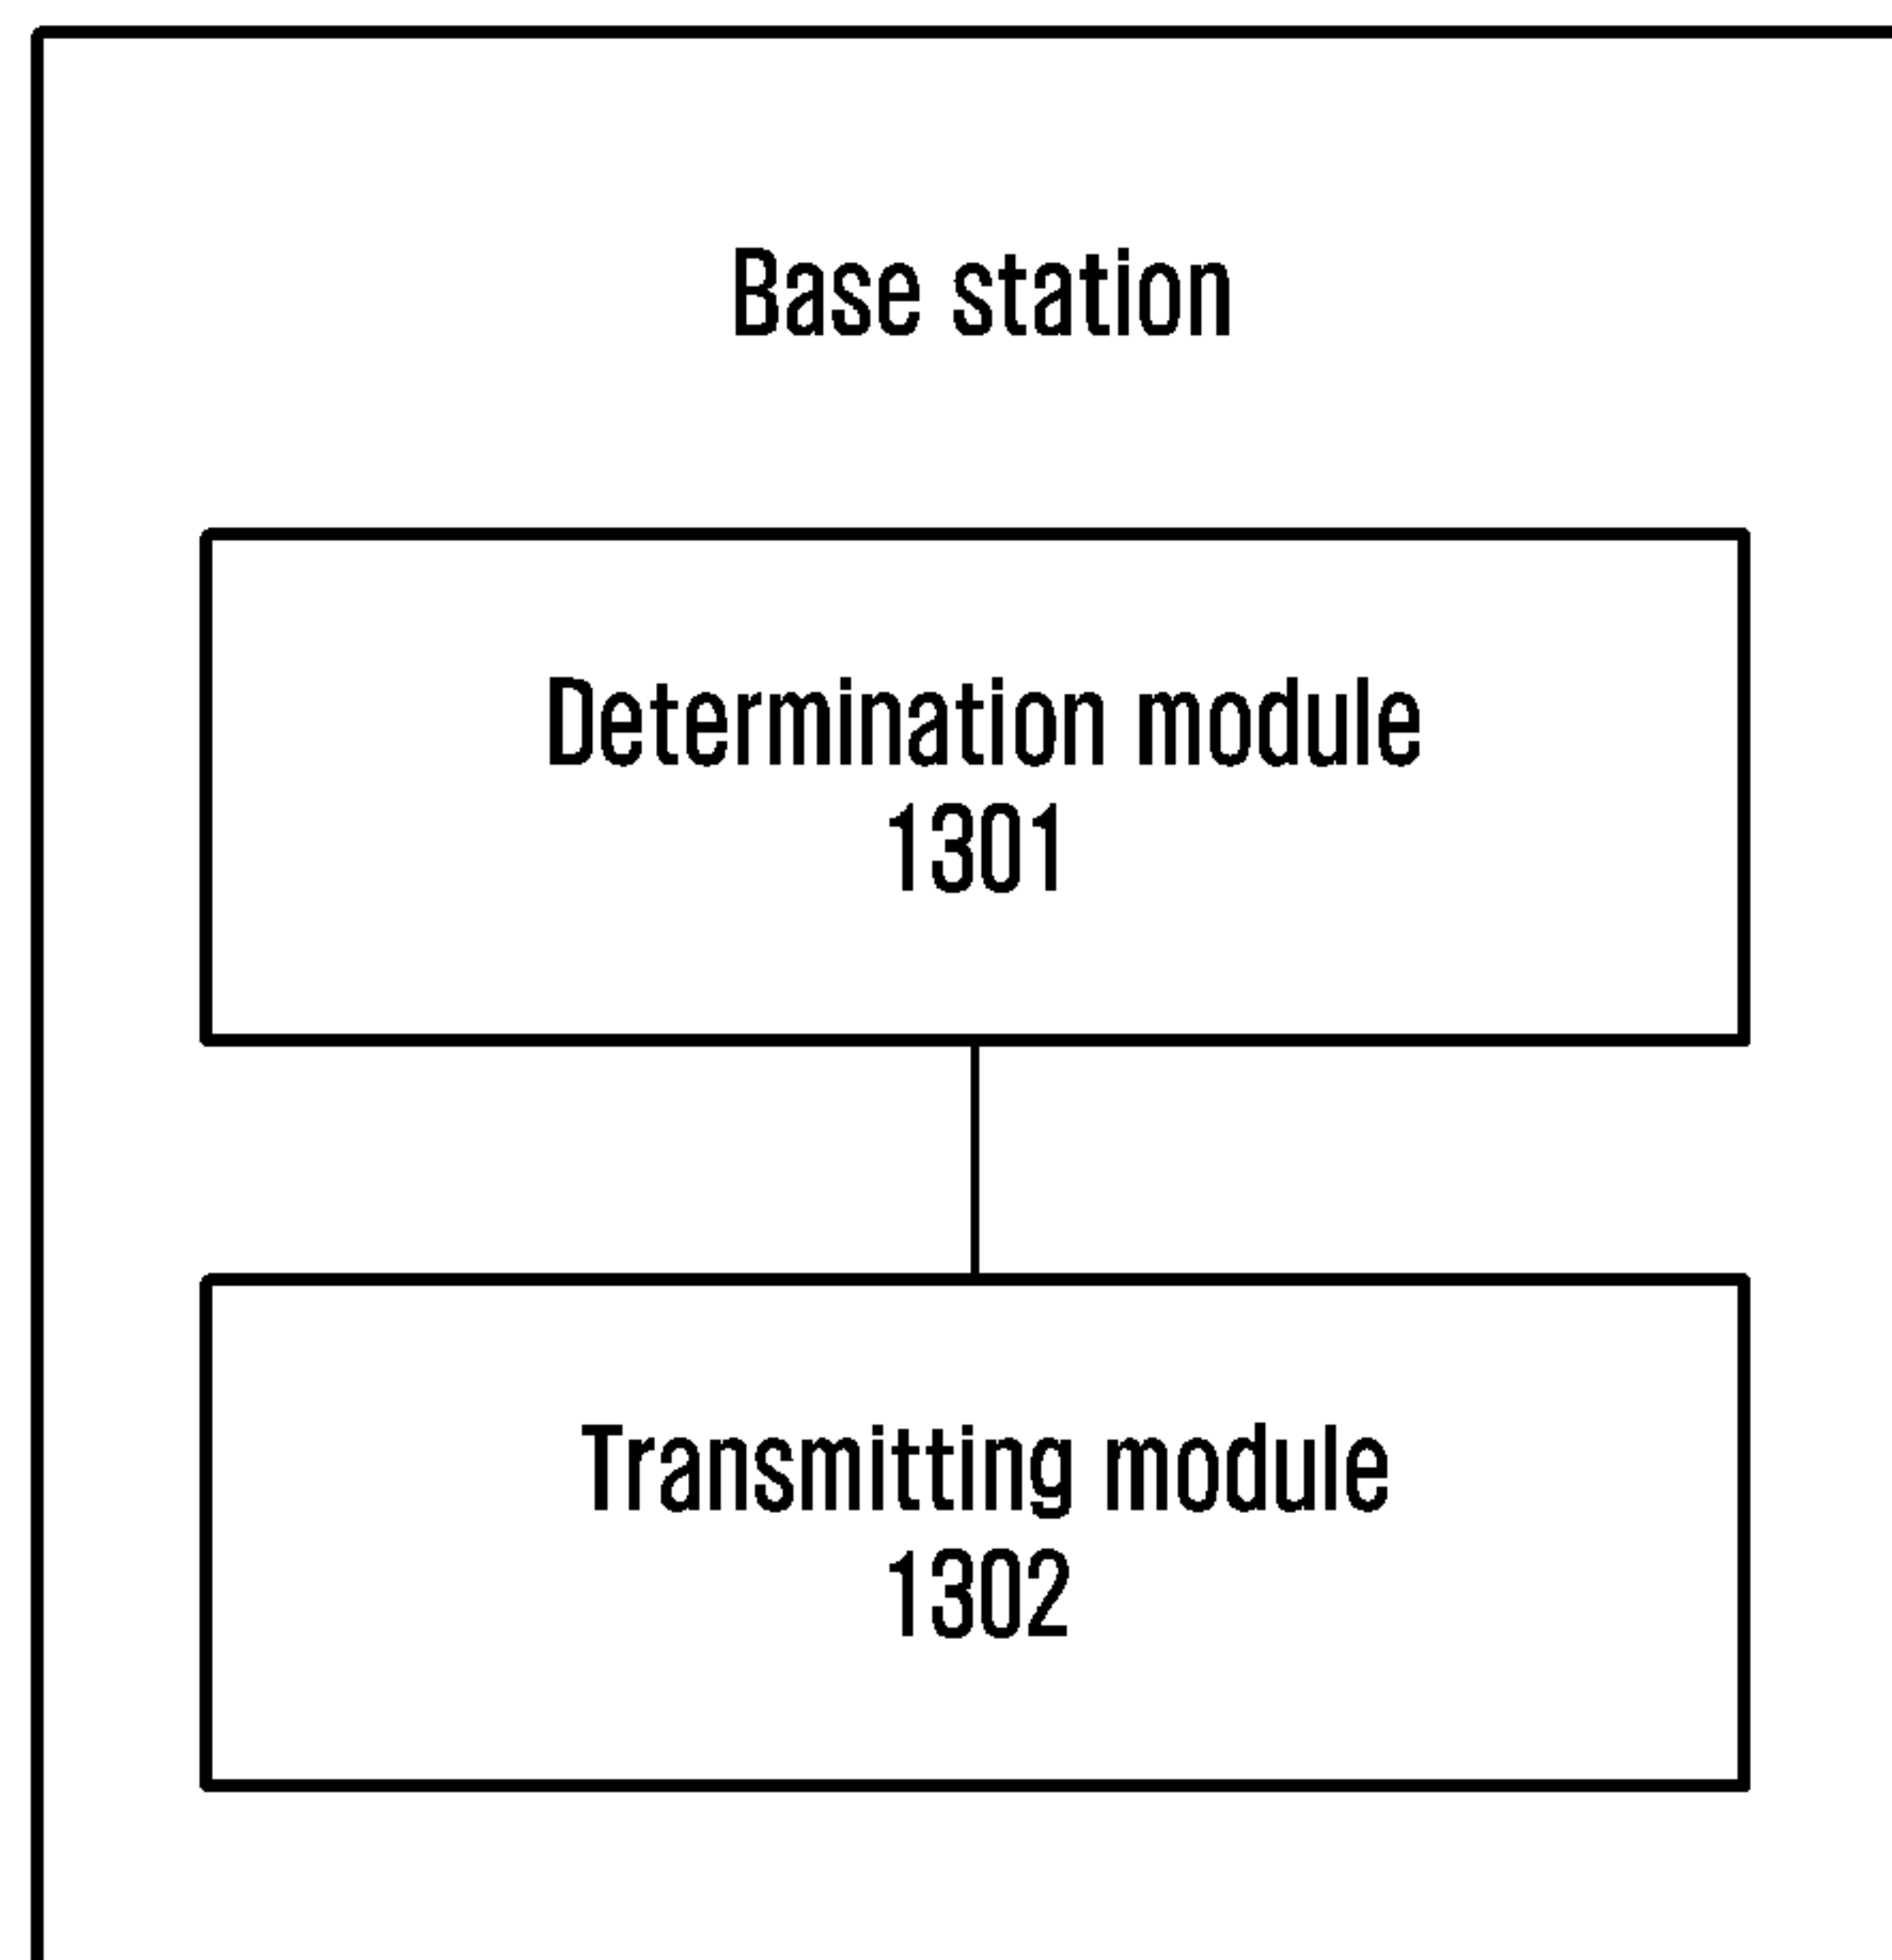 Base station
Determination module
1301
Transmitting module
1302